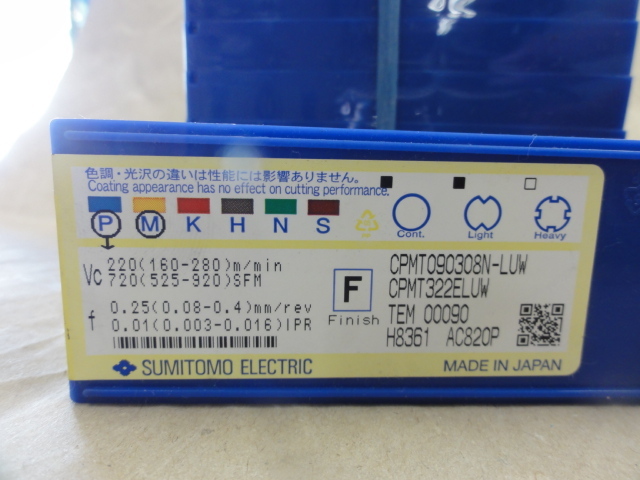 色調・光沢の違いは性能には影響ありません。
Coating appearance has no effect on cutting performance.
P M K H N S
Cont. Light Heavy
Vc 220(160-280)m/min
720(525-920)SFM
f 0.25(0.08-0.4)mm/rev
0.01(0.003-0.016)IPR
F
Finish
CPMT090308N-LUW
CPMT322ELUW
TEM 00090
H8361 AC820P
SUMITOMO ELECTRIC
MADE IN JAPAN